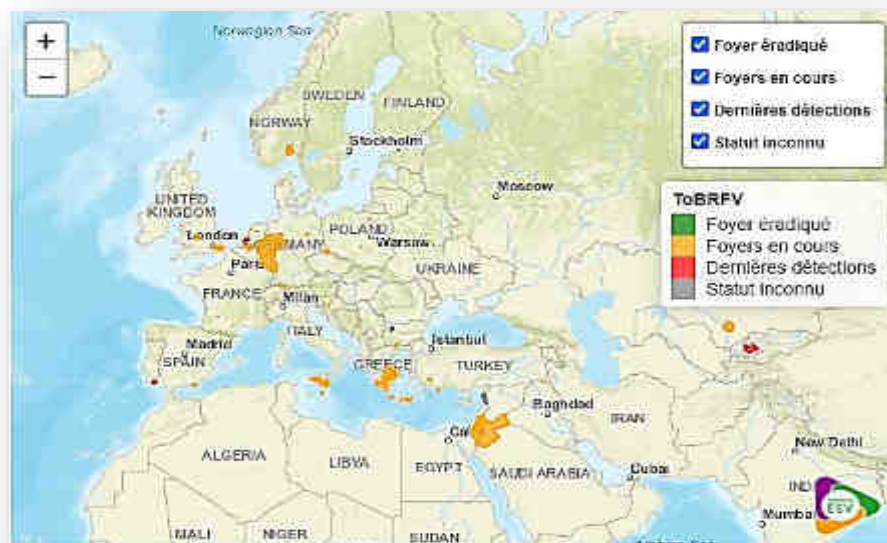 +
−
Norwegian Sea
SWEDEN
FINLAND
NORWAY
Stockholm
Moscow
UNITED
KINGDOM
London
POLAND
MANY
Warsaw
Paris
UKRAINE
FRANCE
Milan
ITALY
Istanbul
Madrid
SPAIN
GREECE
TURKEY
Baghdad
IRAN
ALGERIA
LIBYA
EGYPT
SAUDI ARABIA
Dubai
New Delhi
IND
Mumbai
MALI
NIGER
SUDAN
Foyer éradiqué
Foyers en cours
Dernières détections
Statut inconnu
ToBRFV
Foyer éradiqué
Foyers en cours
Dernières détections
Statut inconnu
ESV